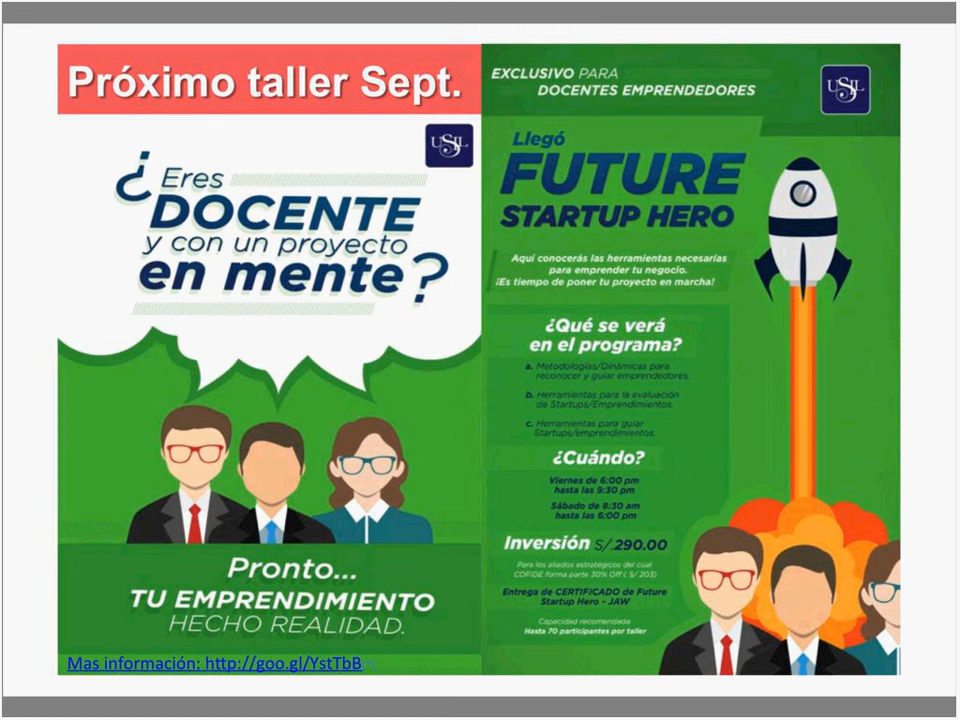 Próximo taller Sept.
USIL
¿Eres
DOCENTE
y con un proyecto
en mente?
Pronto...
TU EMPRENDIMIENTO
HECHO REALIDAD.
Mas información: http://goo.gl/YstTbB
EXCLUSIVO PARA
DOCENTES EMPRENDEDORES
USIL
Llegó
FUTURE
STARTUP HERO
Aquí conocerás las herramientas necesarias
para emprender tu negocio.
¡Es tiempo de poner tu proyecto en marcha!
¿Qué se verá
en el programa?
a. Metodologías/Dinámicas para
reconocer y guiar emprendedores.
b. Herramientas para la evaluación
de Startups/Emprendimientos.
c. Herramientas para guiar
Startups/emprendimientos.
¿Cuándo?
Viernes de 6:00 pm
hasta las 9:30 pm
Sábado de 8:30 am
hasta las 6:00 pm
Inversión S/.290.00
Para los aliados estratégicos del cual
COFIDE forma parte 30% Off ( S/ 203)
Entrega de CERTIFICADO de Future
Startup Hero - JAW
Capacidad recomendada
Hasta 70 participantes por taller